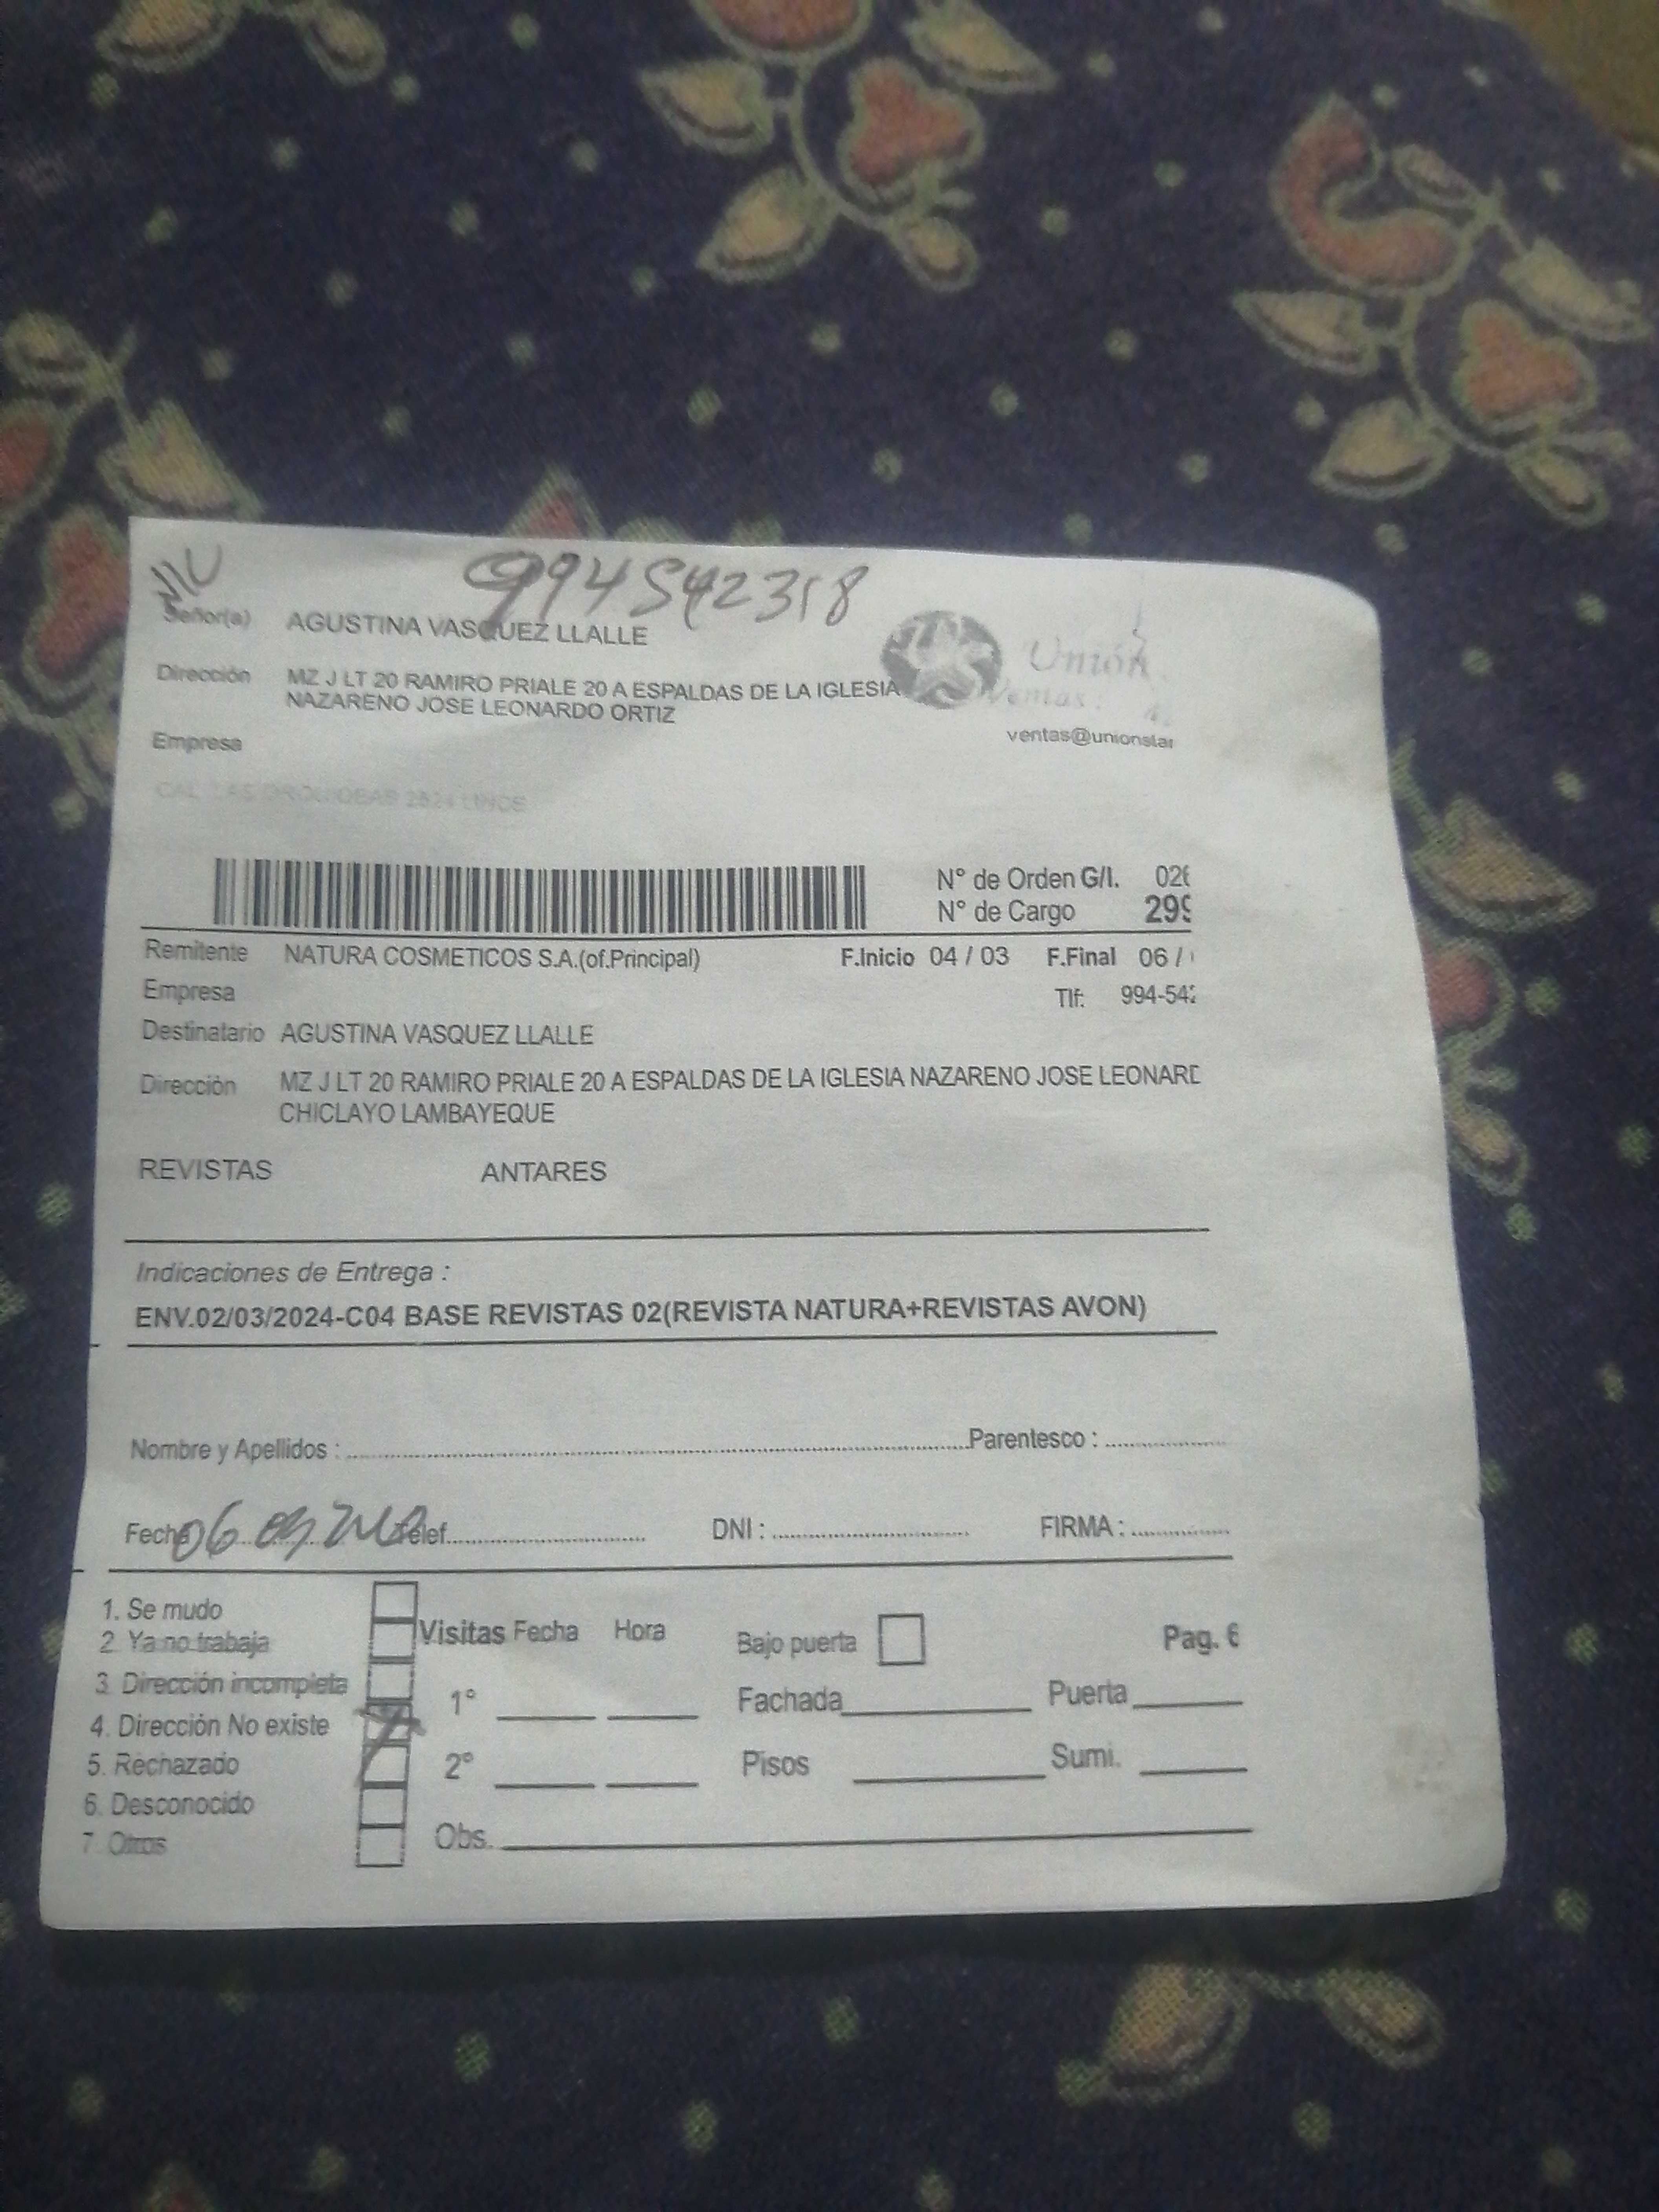 994542318
Señor(a) AGUSTINA VASQUEZ LLALLE
Dirección MZ J LT 20 RAMIRO PRIALE 20 A ESPALDAS DE LA IGLESIA
NAZARENO JOSE LEONARDO ORTIZ
Unión
Ventas:
ventas@unionstar
Empresa
N° de Orden G/I. 026
N° de Cargo 299
Remitente NATURA COSMETICOS S.A.(of.Principal) F.Inicio 04 / 03 F.Final 06 /
Empresa Tlf: 994-542
Destinatario AGUSTINA VASQUEZ LLALLE
Dirección MZ J LT 20 RAMIRO PRIALE 20 A ESPALDAS DE LA IGLESIA NAZARENO JOSE LEONARD
CHICLAYO LAMBAYEQUE
REVISTAS ANTARES
Indicaciones de Entrega :
ENV.02/03/2024-C04 BASE REVISTAS 02(REVISTA NATURA+REVISTAS AVON)
Nombre y Apellidos : Parentesco :
Fecha 06 Telef. DNI : FIRMA :
1. Se mudo
2. Ya no trabaja
3. Dirección incompleta
4. Dirección No existe
5. Rechazado
6. Desconocido
7. Otros
Visitas Fecha Hora Bajo puerta Pag. 6
1° Fachada Puerta
2° Pisos Sumi.
Obs.